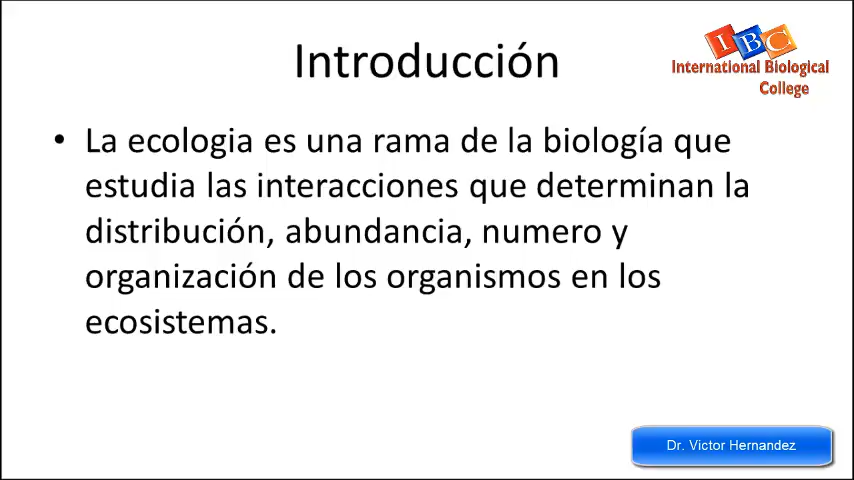 Introducción
IBC
International Biological
College
• La ecologia es una rama de la biología que
estudia las interacciones que determinan la
distribución, abundancia, numero y
organización de los organismos en los
ecosistemas.
Dr. Victor Hernandez